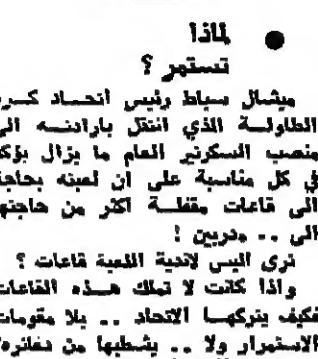 ● لماذا
تستمر ؟
ميشال سباط رئيس اتحاد كرة
الطاولة الذي انتقل بارادته الى
منصب السكرتير العام ما يزال يؤكد
في كل مناسبة على ان لعبته بحاجة
الى قاعات مقفلة اكثر من حاجتها
الى .. مدربين !
ترى اليس لاندية اللعبة قاعات ؟
واذا كانت لا تملك هذه القاعات
فكيف يتركها الاتحاد .. بلا مقومات
الاستمرار ولا .. يشطبها من دفاتره